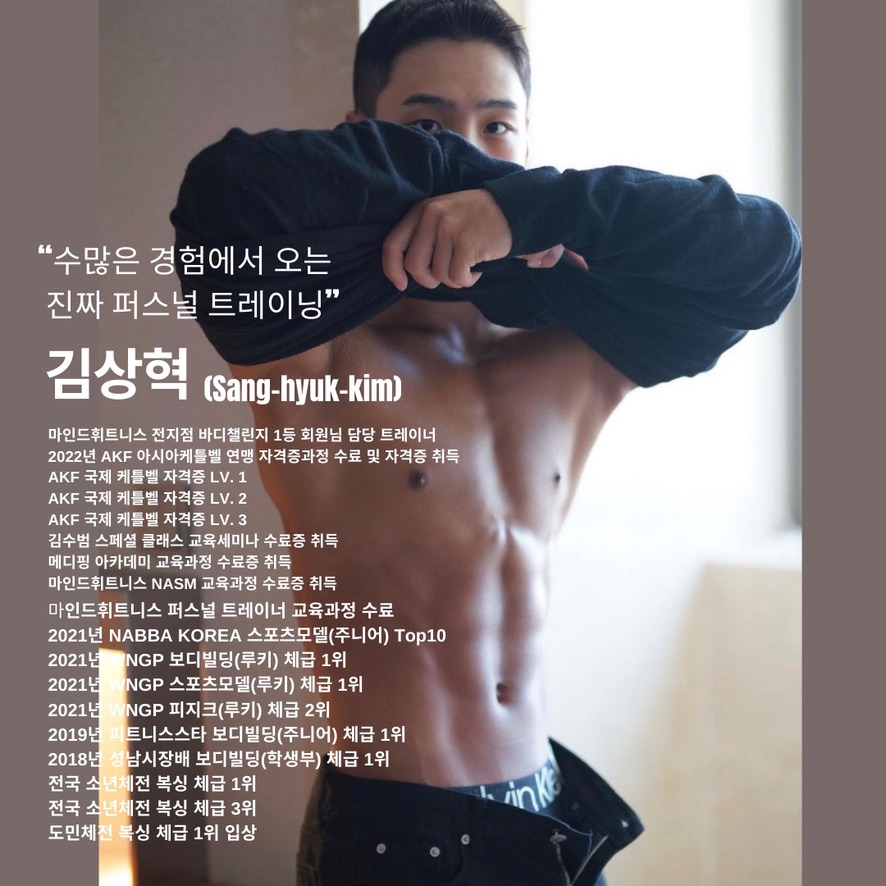 “수많은 경험에서 오는
진짜 퍼스널 트레이닝”
김상혁 (Sang-hyuk-kim)
마인드휘트니스 전지점 바디챌린지 1등 회원님 담당 트레이너
2022년 AKF 아시아케틀벨 연맹 자격증과정 수료 및 자격증 취득
AKF 국제 케틀벨 자격증 LV. 1
AKF 국제 케틀벨 자격증 LV. 2
AKF 국제 케틀벨 자격증 LV. 3
김수범 스페셜 클래스 교육세미나 수료증 취득
메디핑 아카데미 교육과정 수료증 취득
마인드휘트니스 NASM 교육과정 수료증 취득
마인드휘트니스 퍼스널 트레이너 교육과정 수료
2021년 NABBA KOREA 스포츠모델(주니어) Top10
2021년 WNGP 보디빌딩(루키) 체급 1위
2021년 WNGP 스포츠모델(루키) 체급 1위
2021년 WNGP 피지크(루키) 체급 2위
2019년 피트니스스타 보디빌딩(주니어) 체급 1위
2018년 성남시장배 보디빌딩(학생부) 체급 1위
전국 소년체전 복싱 체급 1위
전국 소년체전 복싱 체급 3위
도민체전 복싱 체급 1위 입상